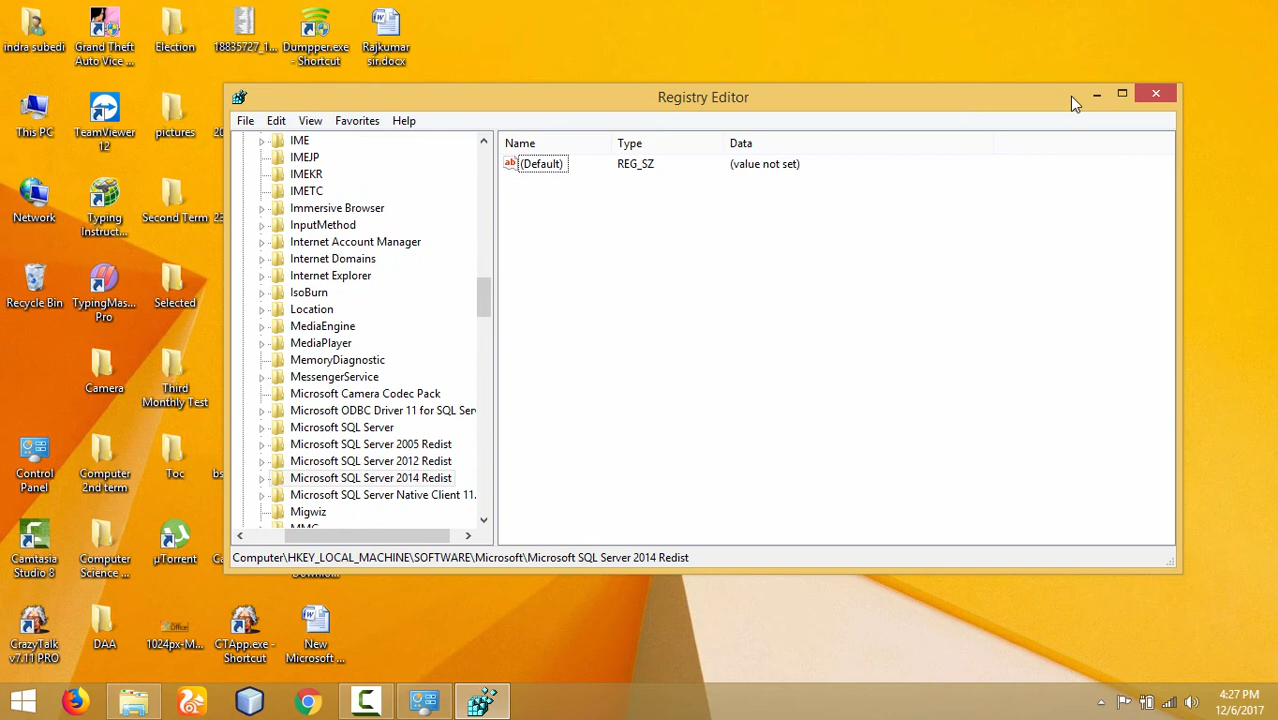 indra subedi
Grand Theft
Auto Vice ...
Election
18835727_1...
Dumpper.exe
- Shortcut
Rajkumar
sir.docx
This PC
TeamViewer
12
pictures
Network
Typing
Instruct...
Second Term
Recycle Bin
TypingMas...
Pro
Selected
Camera
Third
Monthly Test
Control
Panel
Computer
2nd term
Toc
Camtasia
Studio 8
Computer
Science ...
µTorrent
CrazyTalk
v7.11 PRO
DAA
1024px-M...
CTApp.exe -
Shortcut
New
Microsoft ...
Registry Editor
File Edit View Favorites Help
IME
IMEJP
IMEKR
IMETC
Immersive Browser
InputMethod
Internet Account Manager
Internet Domains
Internet Explorer
IsoBurn
Location
MediaEngine
MediaPlayer
MemoryDiagnostic
MessengerService
Microsoft Camera Codec Pack
Microsoft ODBC Driver 11 for SQL Ser
Microsoft SQL Server
Microsoft SQL Server 2005 Redist
Microsoft SQL Server 2012 Redist
Microsoft SQL Server 2014 Redist
Microsoft SQL Server Native Client 11.
Migwiz
Name Type Data
ab (Default) REG_SZ (value not set)
Computer\HKEY_LOCAL_MACHINE\SOFTWARE\Microsoft\Microsoft SQL Server 2014 Redist
4:27 PM
12/6/2017